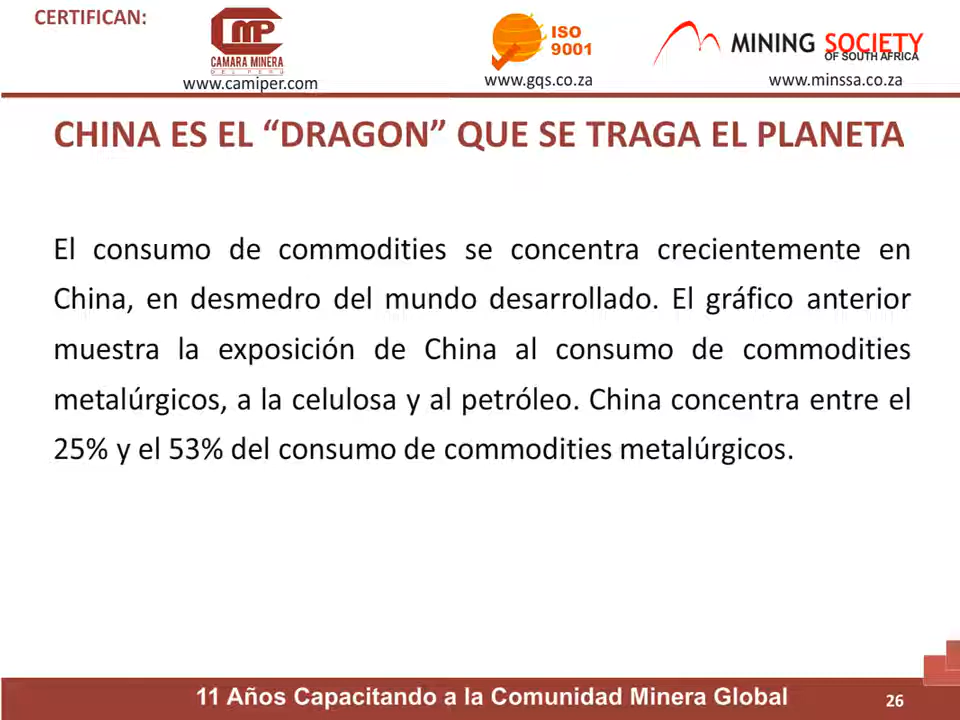 CERTIFICAN:
CMP
CAMARA MINERA
DEL PERU
www.camiper.com
ISO
9001
www.gqs.co.za
MINING SOCIETY
OF SOUTH AFRICA
www.minssa.co.za
CHINA ES EL “DRAGON” QUE SE TRAGA EL PLANETA
El consumo de commodities se concentra crecientemente en
China, en desmedro del mundo desarrollado. El gráfico anterior
muestra la exposición de China al consumo de commodities
metalúrgicos, a la celulosa y al petróleo. China concentra entre el
25% y el 53% del consumo de commodities metalúrgicos.
11 Años Capacitando a la Comunidad Minera Global
26